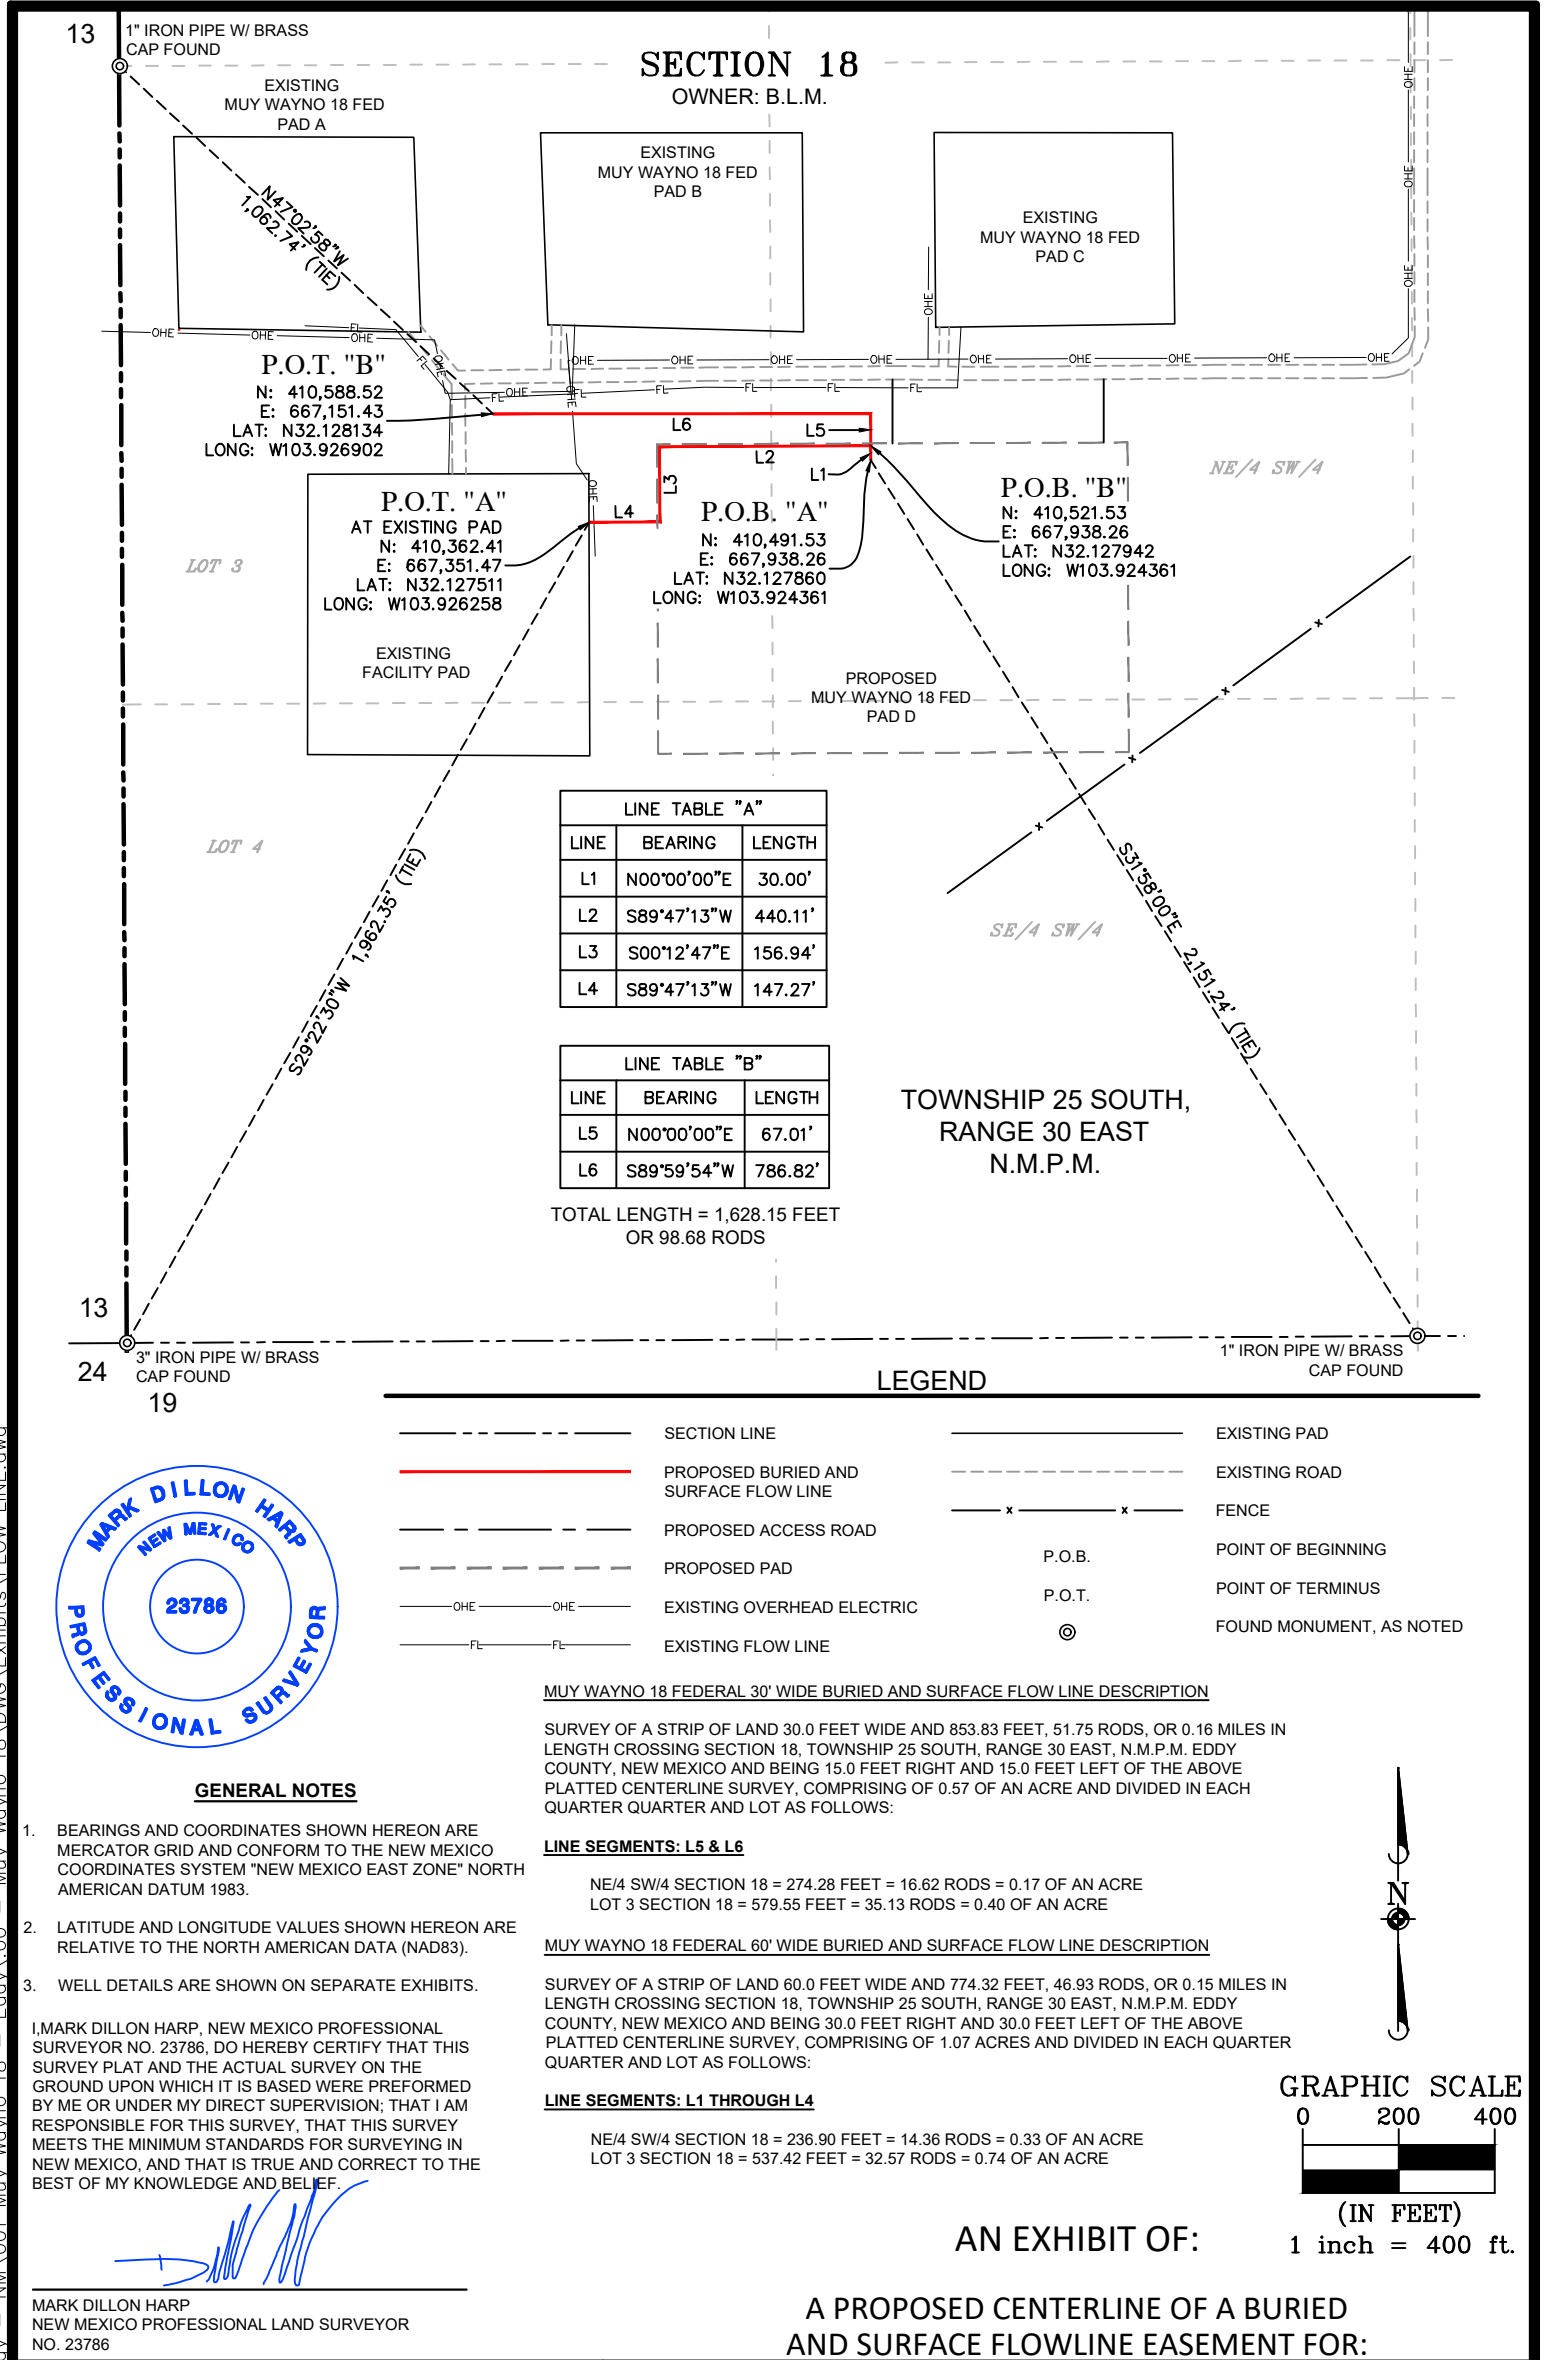 13
1" IRON PIPE W/ BRASS
CAP FOUND
SECTION 18
OWNER: B.L.M.
EXISTING
MUY WAYNO 18 FED
PAD A
EXISTING
MUY WAYNO 18 FED
PAD B
EXISTING
MUY WAYNO 18 FED
PAD C
N47°02'58"W
1,062.74' (TIE)
OHE
OHE
OHE
OHE
OHE
OHE
FL
OHE
FL
OHE
OHE
OHE
OHE
OHE
OHE
OHE
OHE
OHE
OHE
FL
OHE
FL
OHE
FL
FL
FL
FL
P.O.T. "B"
N: 410,588.52
E: 667,151.43
LAT: N32.128134
LONG: W103.926902
L6
L5
L2
L1
L3
L4
OHE
P.O.T. "A"
AT EXISTING PAD
N: 410,362.41
E: 667,351.47
LAT: N32.127511
LONG: W103.926258
P.O.B. "A"
N: 410,491.53
E: 667,938.26
LAT: N32.127860
LONG: W103.924361
P.O.B. "B"
N: 410,521.53
E: 667,938.26
LAT: N32.127942
LONG: W103.924361
NE/4 SW/4
LOT 3
EXISTING
FACILITY PAD
PROPOSED
MUY WAYNO 18 FED
PAD D
x
x
x
x
LOT 4
SE/4 SW/4
S29°22'30"W 1,962.35' (TIE)
S31°58'00"E 2,151.24' (TIE)
LINE TABLE "A"
LINE BEARING LENGTH
L1 N00°00'00"E 30.00'
L2 S89°47'13"W 440.11'
L3 S00°12'47"E 156.94'
L4 S89°47'13"W 147.27'
LINE TABLE "B"
LINE BEARING LENGTH
L5 N00°00'00"E 67.01'
L6 S89°59'54"W 786.82'
TOTAL LENGTH = 1,628.15 FEET
OR 98.68 RODS
TOWNSHIP 25 SOUTH,
RANGE 30 EAST
N.M.P.M.
13
24
19
3" IRON PIPE W/ BRASS
CAP FOUND
1" IRON PIPE W/ BRASS
CAP FOUND
LEGEND
SECTION LINE
PROPOSED BURIED AND
SURFACE FLOW LINE
PROPOSED ACCESS ROAD
PROPOSED PAD
OHE OHE EXISTING OVERHEAD ELECTRIC
FL FL EXISTING FLOW LINE
EXISTING PAD
EXISTING ROAD
x x FENCE
P.O.B. POINT OF BEGINNING
P.O.T. POINT OF TERMINUS
FOUND MONUMENT, AS NOTED
MARK DILLON HARP
NEW MEXICO
23786
PROFESSIONAL SURVEYOR
GENERAL NOTES
1. BEARINGS AND COORDINATES SHOWN HEREON ARE
MERCATOR GRID AND CONFORM TO THE NEW MEXICO
COORDINATES SYSTEM "NEW MEXICO EAST ZONE" NORTH
AMERICAN DATUM 1983.
2. LATITUDE AND LONGITUDE VALUES SHOWN HEREON ARE
RELATIVE TO THE NORTH AMERICAN DATA (NAD83).
3. WELL DETAILS ARE SHOWN ON SEPARATE EXHIBITS.
I,MARK DILLON HARP, NEW MEXICO PROFESSIONAL
SURVEYOR NO. 23786, DO HEREBY CERTIFY THAT THIS
SURVEY PLAT AND THE ACTUAL SURVEY ON THE
GROUND UPON WHICH IT IS BASED WERE PREFORMED
BY ME OR UNDER MY DIRECT SUPERVISION; THAT I AM
RESPONSIBLE FOR THIS SURVEY, THAT THIS SURVEY
MEETS THE MINIMUM STANDARDS FOR SURVEYING IN
NEW MEXICO, AND THAT IS TRUE AND CORRECT TO THE
BEST OF MY KNOWLEDGE AND BELIEF.
MARK DILLON HARP
NEW MEXICO PROFESSIONAL LAND SURVEYOR
NO. 23786
MUY WAYNO 18 FEDERAL 30' WIDE BURIED AND SURFACE FLOW LINE DESCRIPTION
SURVEY OF A STRIP OF LAND 30.0 FEET WIDE AND 853.83 FEET, 51.75 RODS, OR 0.16 MILES IN
LENGTH CROSSING SECTION 18, TOWNSHIP 25 SOUTH, RANGE 30 EAST, N.M.P.M. EDDY
COUNTY, NEW MEXICO AND BEING 15.0 FEET RIGHT AND 15.0 FEET LEFT OF THE ABOVE
PLATTED CENTERLINE SURVEY, COMPRISING OF 0.57 OF AN ACRE AND DIVIDED IN EACH
QUARTER QUARTER AND LOT AS FOLLOWS:
LINE SEGMENTS: L5 & L6
NE/4 SW/4 SECTION 18 = 274.28 FEET = 16.62 RODS = 0.17 OF AN ACRE
LOT 3 SECTION 18 = 579.55 FEET = 35.13 RODS = 0.40 OF AN ACRE
MUY WAYNO 18 FEDERAL 60' WIDE BURIED AND SURFACE FLOW LINE DESCRIPTION
SURVEY OF A STRIP OF LAND 60.0 FEET WIDE AND 774.32 FEET, 46.93 RODS, OR 0.15 MILES IN
LENGTH CROSSING SECTION 18, TOWNSHIP 25 SOUTH, RANGE 30 EAST, N.M.P.M. EDDY
COUNTY, NEW MEXICO AND BEING 30.0 FEET RIGHT AND 30.0 FEET LEFT OF THE ABOVE
PLATTED CENTERLINE SURVEY, COMPRISING OF 1.07 ACRES AND DIVIDED IN EACH QUARTER
QUARTER AND LOT AS FOLLOWS:
LINE SEGMENTS: L1 THROUGH L4
NE/4 SW/4 SECTION 18 = 236.90 FEET = 14.36 RODS = 0.33 OF AN ACRE
LOT 3 SECTION 18 = 537.42 FEET = 32.57 RODS = 0.74 OF AN ACRE
N
GRAPHIC SCALE
0 200 400
(IN FEET)
1 inch = 400 ft.
AN EXHIBIT OF:
A PROPOSED CENTERLINE OF A BURIED
AND SURFACE FLOWLINE EASEMENT FOR: